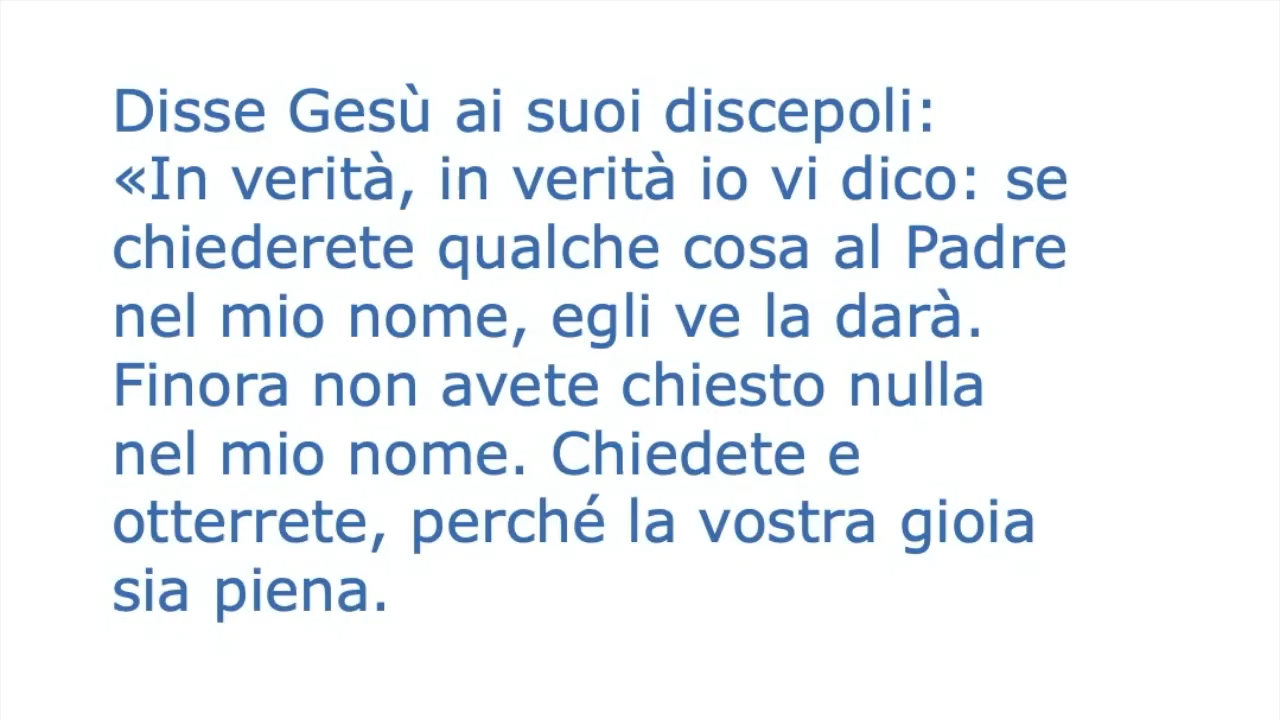 Disse Gesù ai suoi discepoli:
«In verità, in verità io vi dico: se
chiederete qualche cosa al Padre
nel mio nome, egli ve la darà.
Finora non avete chiesto nulla
nel mio nome. Chiedete e
otterrete, perché la vostra gioia
sia piena.